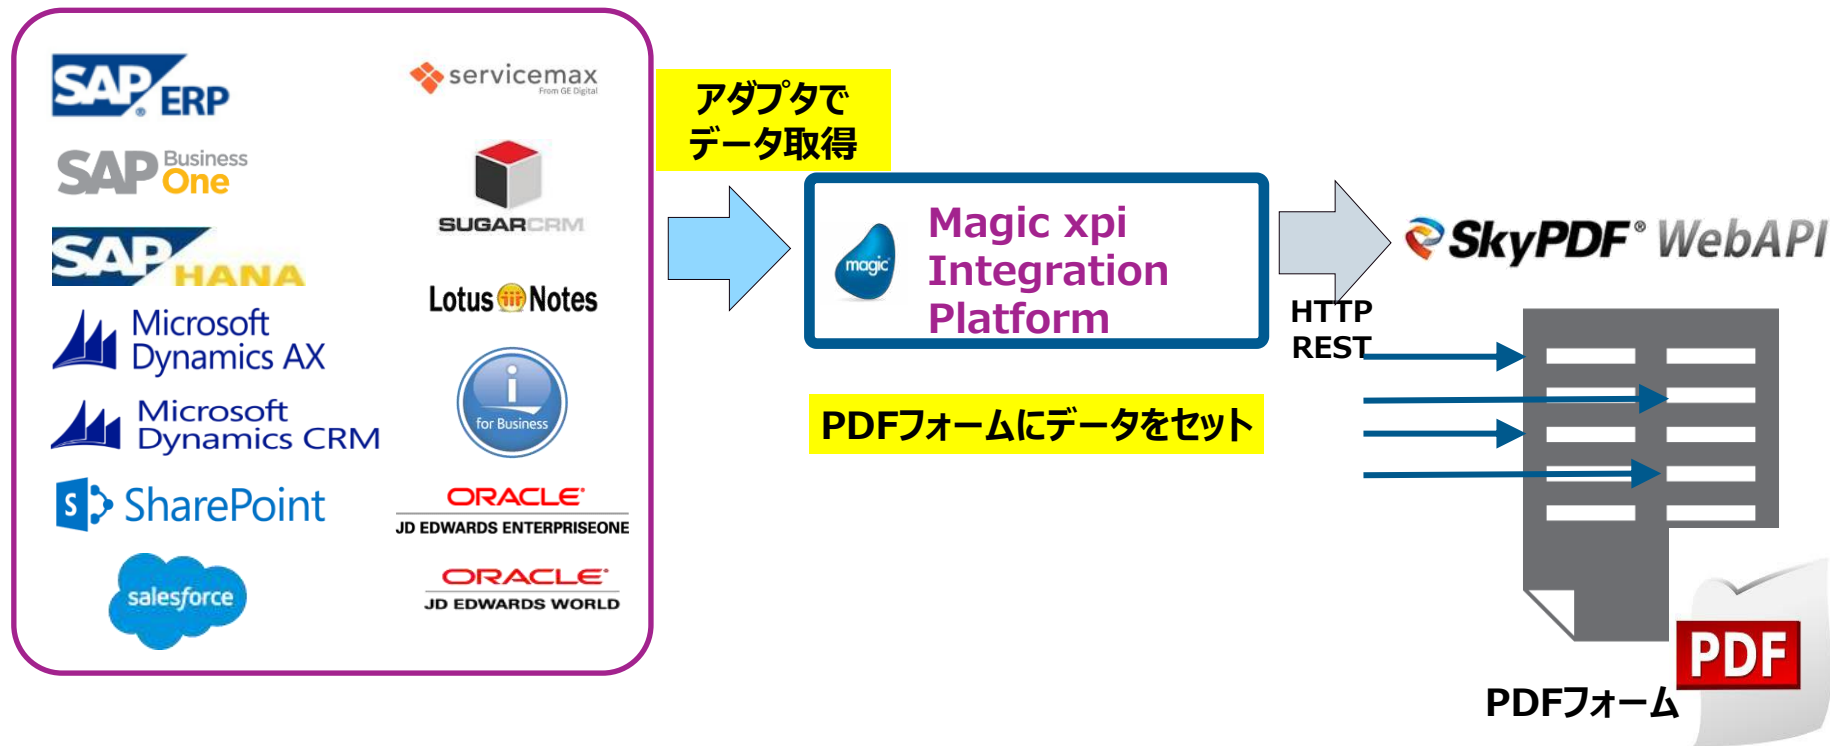 SAP ERP
SAP Business One
SAP HANA
Microsoft
Dynamics AX
Microsoft
Dynamics CRM
S SharePoint
salesforce
servicemax
From GE Digital
SUGARCRM
Lotus Notes
i
for Business
ORACLE
JD EDWARDS ENTERPRISEONE
ORACLE
JD EDWARDS WORLD
アダプタで
データ取得
magic
Magic xpi
Integration
Platform
PDFフォームにデータをセット
HTTP
REST
SkyPDF® WebAPI
PDF
PDFフォーム